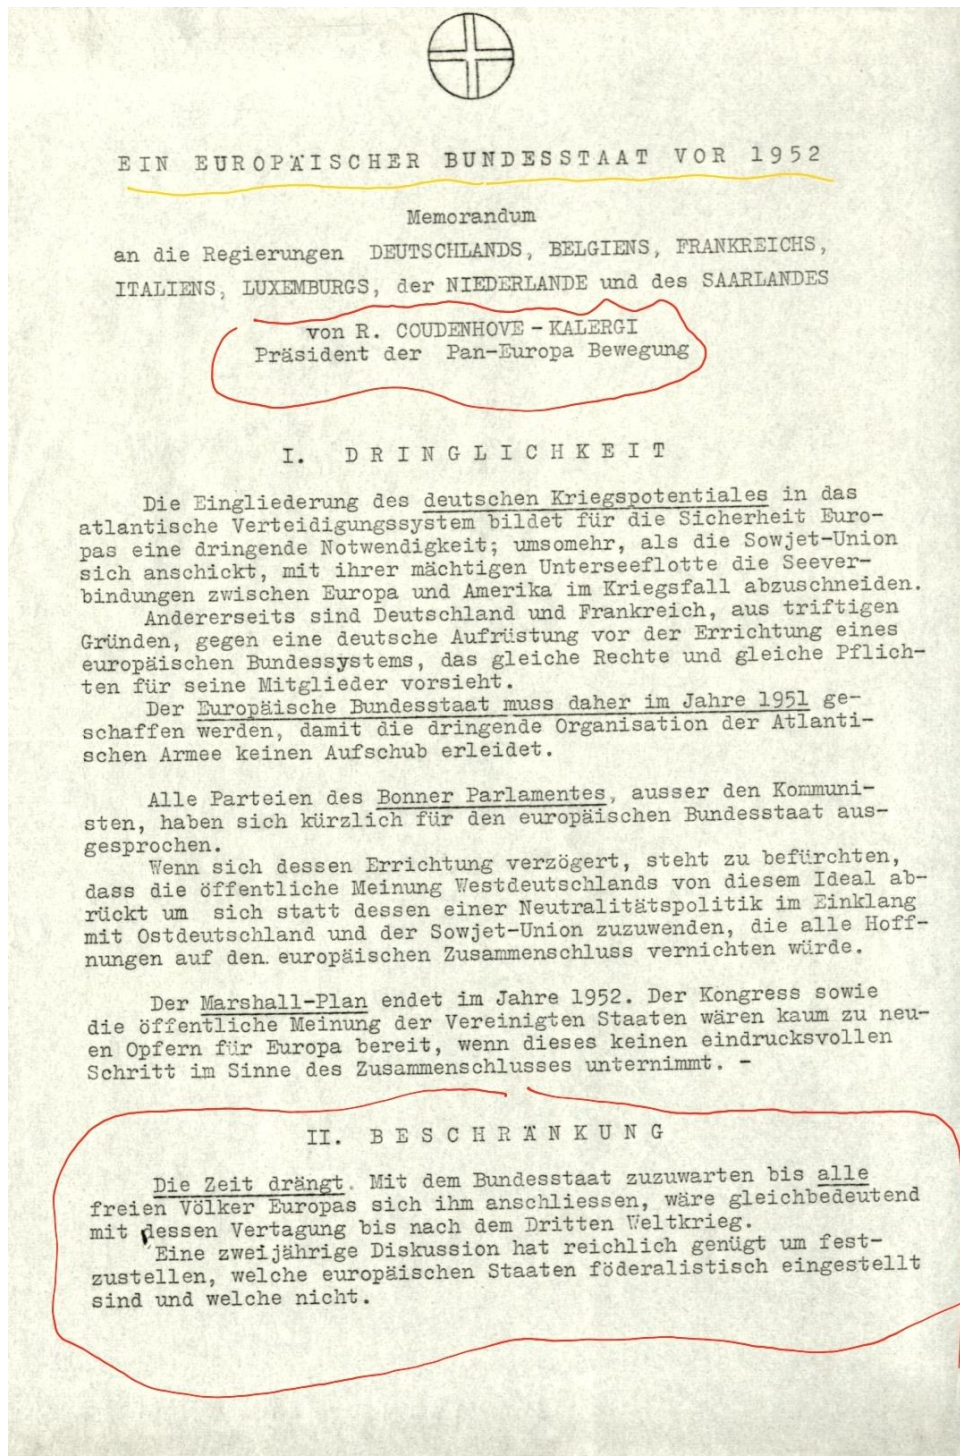 EIN EUROPÄISCHER BUNDESSTAAT VOR 1952
Memorandum
an die Regierungen DEUTSCHLANDS, BELGIENS, FRANKREICHS,
ITALIENS, LUXEMBURGS, der NIEDERLANDE und des SAARLANDES
von R. COUDENHOVE - KALERGI
Präsident der Pan-Europa Bewegung
I. DRINGLICHKEIT
Die Eingliederung des deutschen Kriegspotentiales in das
atlantische Verteidigungssystem bildet für die Sicherheit Euro-
pas eine dringende Notwendigkeit; umsomehr, als die Sowjet-Union
sich anschickt, mit ihrer mächtigen Unterseeflotte die Seever-
bindungen zwischen Europa und Amerika im Kriegsfall abzuschneiden.
Andererseits sind Deutschland und Frankreich, aus triftigen
Gründen, gegen eine deutsche Aufrüstung vor der Errichtung eines
europäischen Bundessystems, das gleiche Rechte und gleiche Pflich-
ten für seine Mitglieder vorsieht.
Der Europäische Bundesstaat muss daher im Jahre 1951 ge-
schaffen werden, damit die dringende Organisation der Atlanti-
schen Armee keinen Aufschub erleidet.
Alle Parteien des Bonner Parlamentes, ausser den Kommuni-
sten, haben sich kürzlich für den europäischen Bundesstaat aus-
gesprochen.
Wenn sich dessen Errichtung verzögert, steht zu befürchten,
dass die öffentliche Meinung Westdeutschlands von diesem Ideal ab-
rückt um sich statt dessen einer Neutralitätspolitik im Einklang
mit Ostdeutschland und der Sowjet-Union zuzuwenden, die alle Hoff-
nungen auf den europäischen Zusammenschluss vernichten würde.
Der Marshall-Plan endet im Jahre 1952. Der Kongress sowie
die öffentliche Meinung der Vereinigten Staaten wären kaum zu neu-
en Opfern für Europa bereit, wenn dieses keinen eindrucksvollen
Schritt im Sinne des Zusammenschlusses unternimmt. -
II. BESCHRÄNKUNG
Die Zeit drängt. Mit dem Bundesstaat zuzuwarten bis alle
freien Völker Europas sich ihm anschliessen, wäre gleichbedeutend
mit dessen Vertagung bis nach dem Dritten Weltkrieg.
Eine zweijährige Diskussion hat reichlich genügt um fest-
zustellen, welche europäischen Staaten föderalistisch eingestellt
sind und welche nicht.